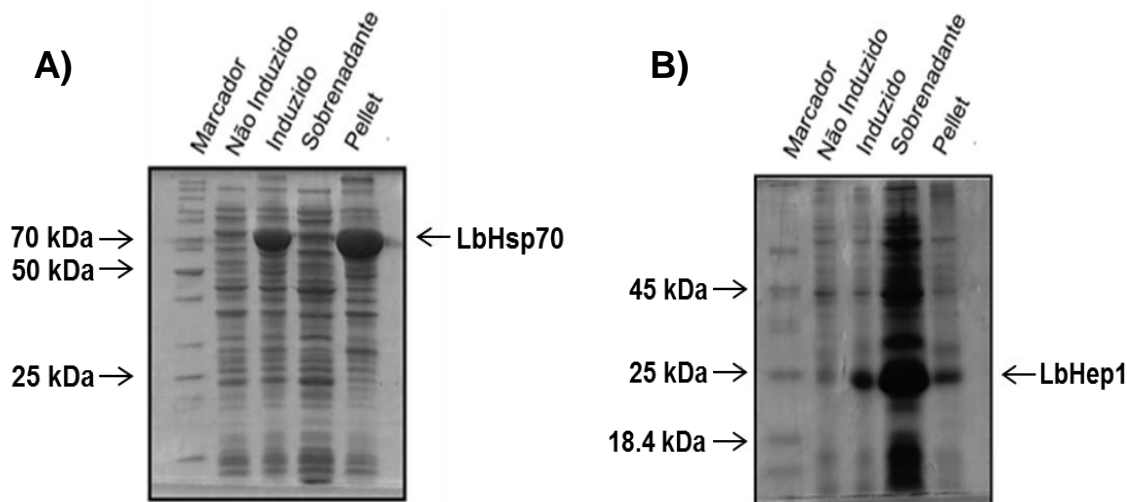 A)
Marcador
Não Induzido
Induzido
Sobrenadante
Pellet
70 kDa
50 kDa
25 kDa
LbHsp70
B)
Marcador
Não Induzido
Induzido
Sobrenadante
Pellet
45 kDa
25 kDa
18.4 kDa
LbHep1